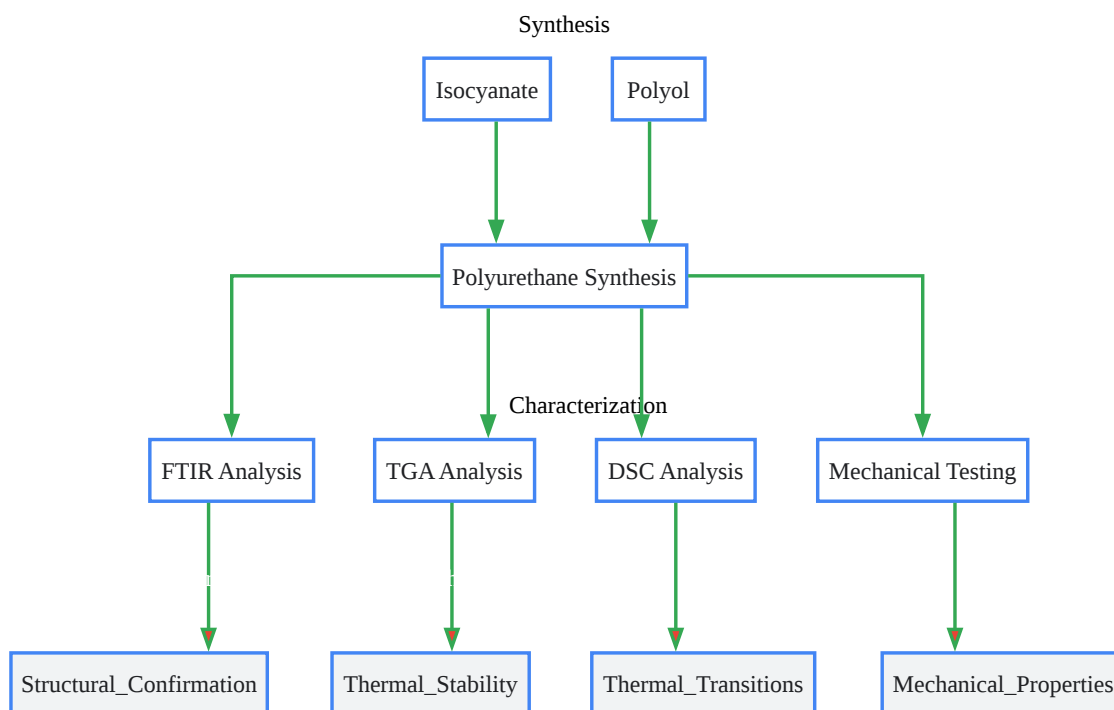 Synthesis
Isocyanate
Polyol
Polyurethane Synthesis
Characterization
FTIR Analysis
TGA Analysis
DSC Analysis
Mechanical Testing
Structural_Confirmation
Thermal_Stability
Thermal_Transitions
Mechanical_Properties